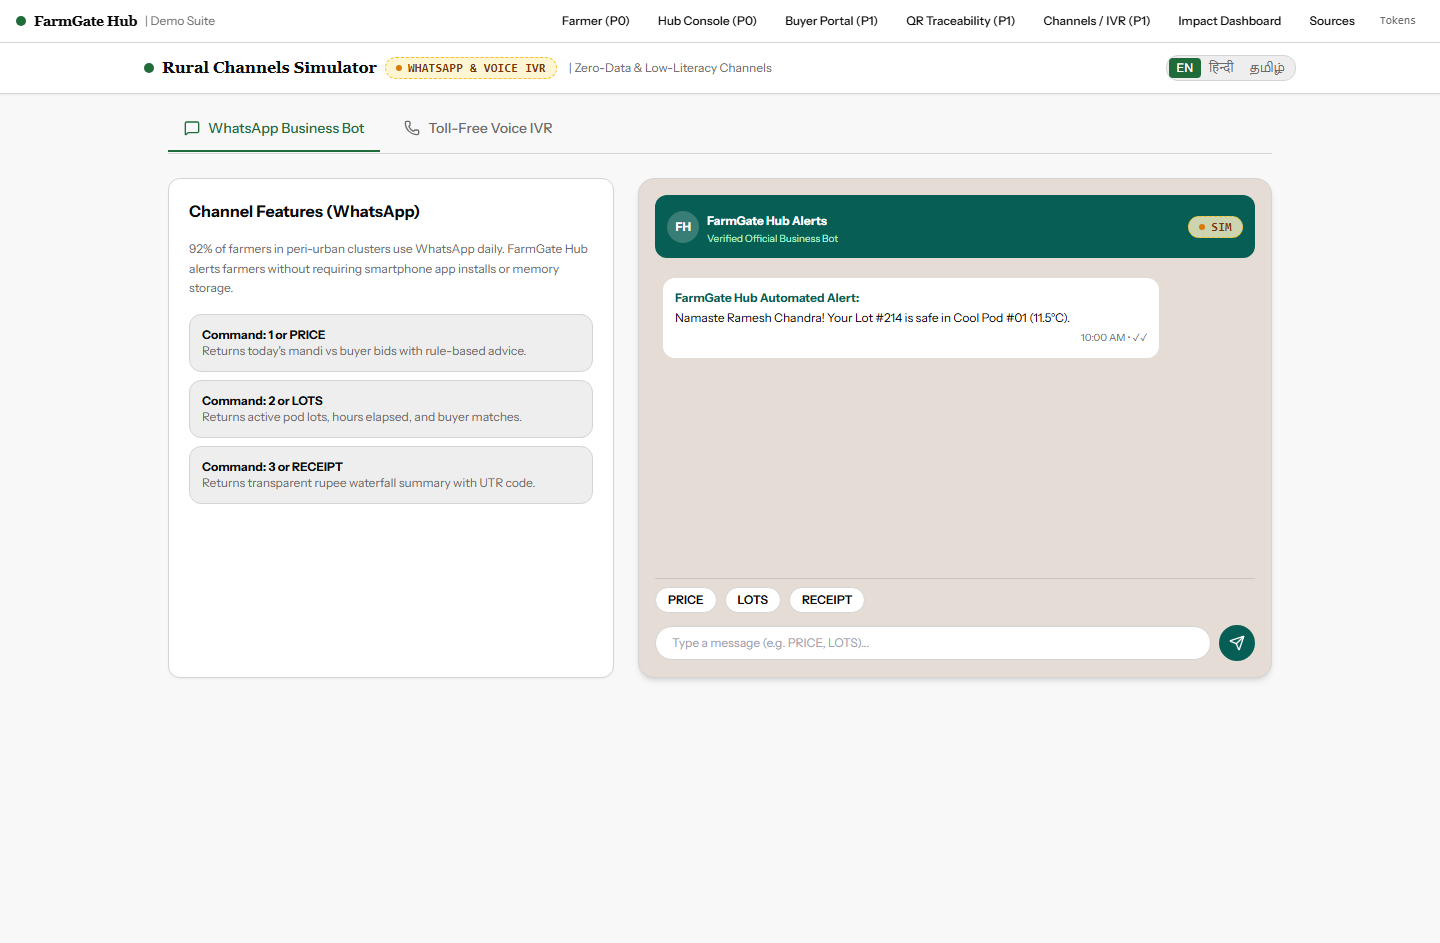 FarmGate Hub | Demo Suite
Farmer (P0) Hub Console (P0) Buyer Portal (P1) QR Traceability (P1) Channels / IVR (P1) Impact Dashboard Sources Tokens
Rural Channels Simulator WHATSAPP & VOICE IVR | Zero-Data & Low-Literacy Channels EN हिन्दी தமிழ்
WhatsApp Business Bot Toll-Free Voice IVR
Channel Features (WhatsApp)
92% of farmers in peri-urban clusters use WhatsApp daily. FarmGate Hub
alerts farmers without requiring smartphone app installs or memory
storage.
Command: 1 or PRICE
Returns today's mandi vs buyer bids with rule-based advice.
Command: 2 or LOTS
Returns active pod lots, hours elapsed, and buyer matches.
Command: 3 or RECEIPT
Returns transparent rupee waterfall summary with UTR code.
FH FarmGate Hub Alerts
Verified Official Business Bot
SIM
FarmGate Hub Automated Alert:
Namaste Ramesh Chandra! Your Lot #214 is safe in Cool Pod #01 (11.5°C).
10:00 AM • ✓✓
PRICE LOTS RECEIPT
Type a message (e.g. PRICE, LOTS)...